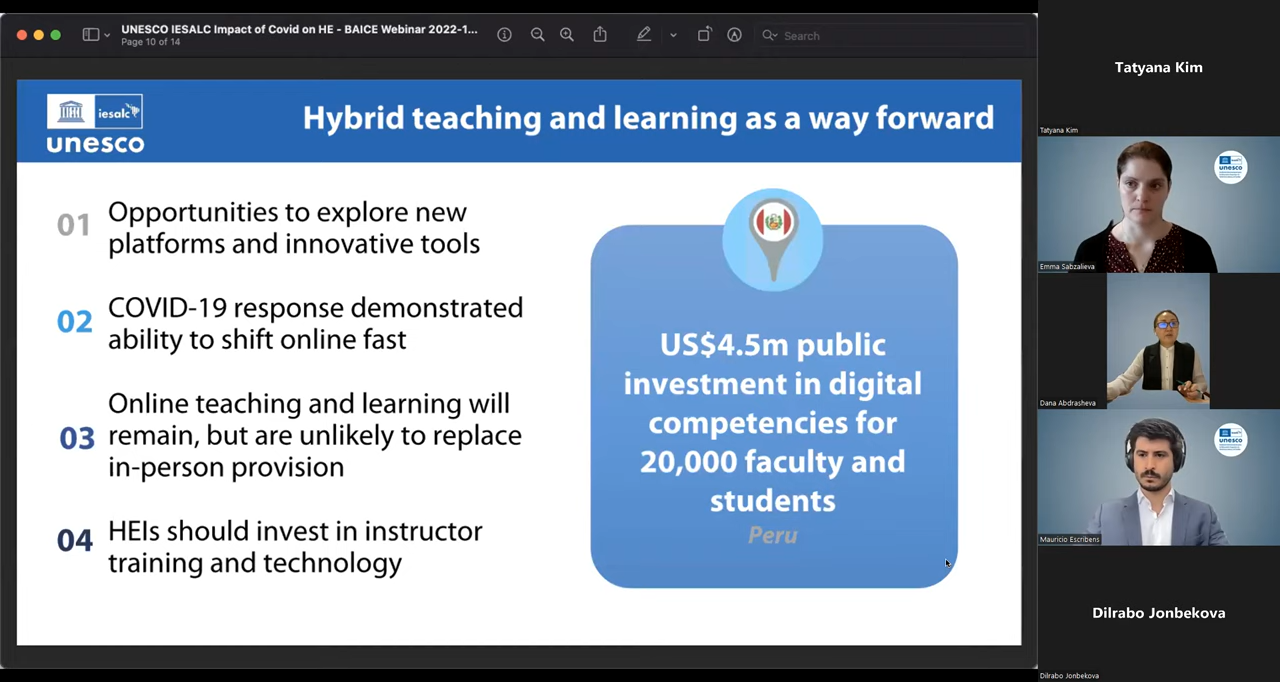 UNESCO IESALC Impact of Covid on HE - BAICE Webinar 2022-1...
Page 10 of 14
Search
iesalc
unesco
Hybrid teaching and learning as a way forward
01
Opportunities to explore new
platforms and innovative tools
02
COVID-19 response demonstrated
ability to shift online fast
03
Online teaching and learning will
remain, but are unlikely to replace
in-person provision
04
HEIs should invest in instructor
training and technology
US$4.5m public
investment in digital
competencies for
20,000 faculty and
students
Peru
Tatyana Kim
Tatyana Kim
unesco
Emma Sabzalieva
Dana Abdrasheva
unesco
Mauricio Escribens
Dilrabo Jonbekova
Dilrabo Jonbekova